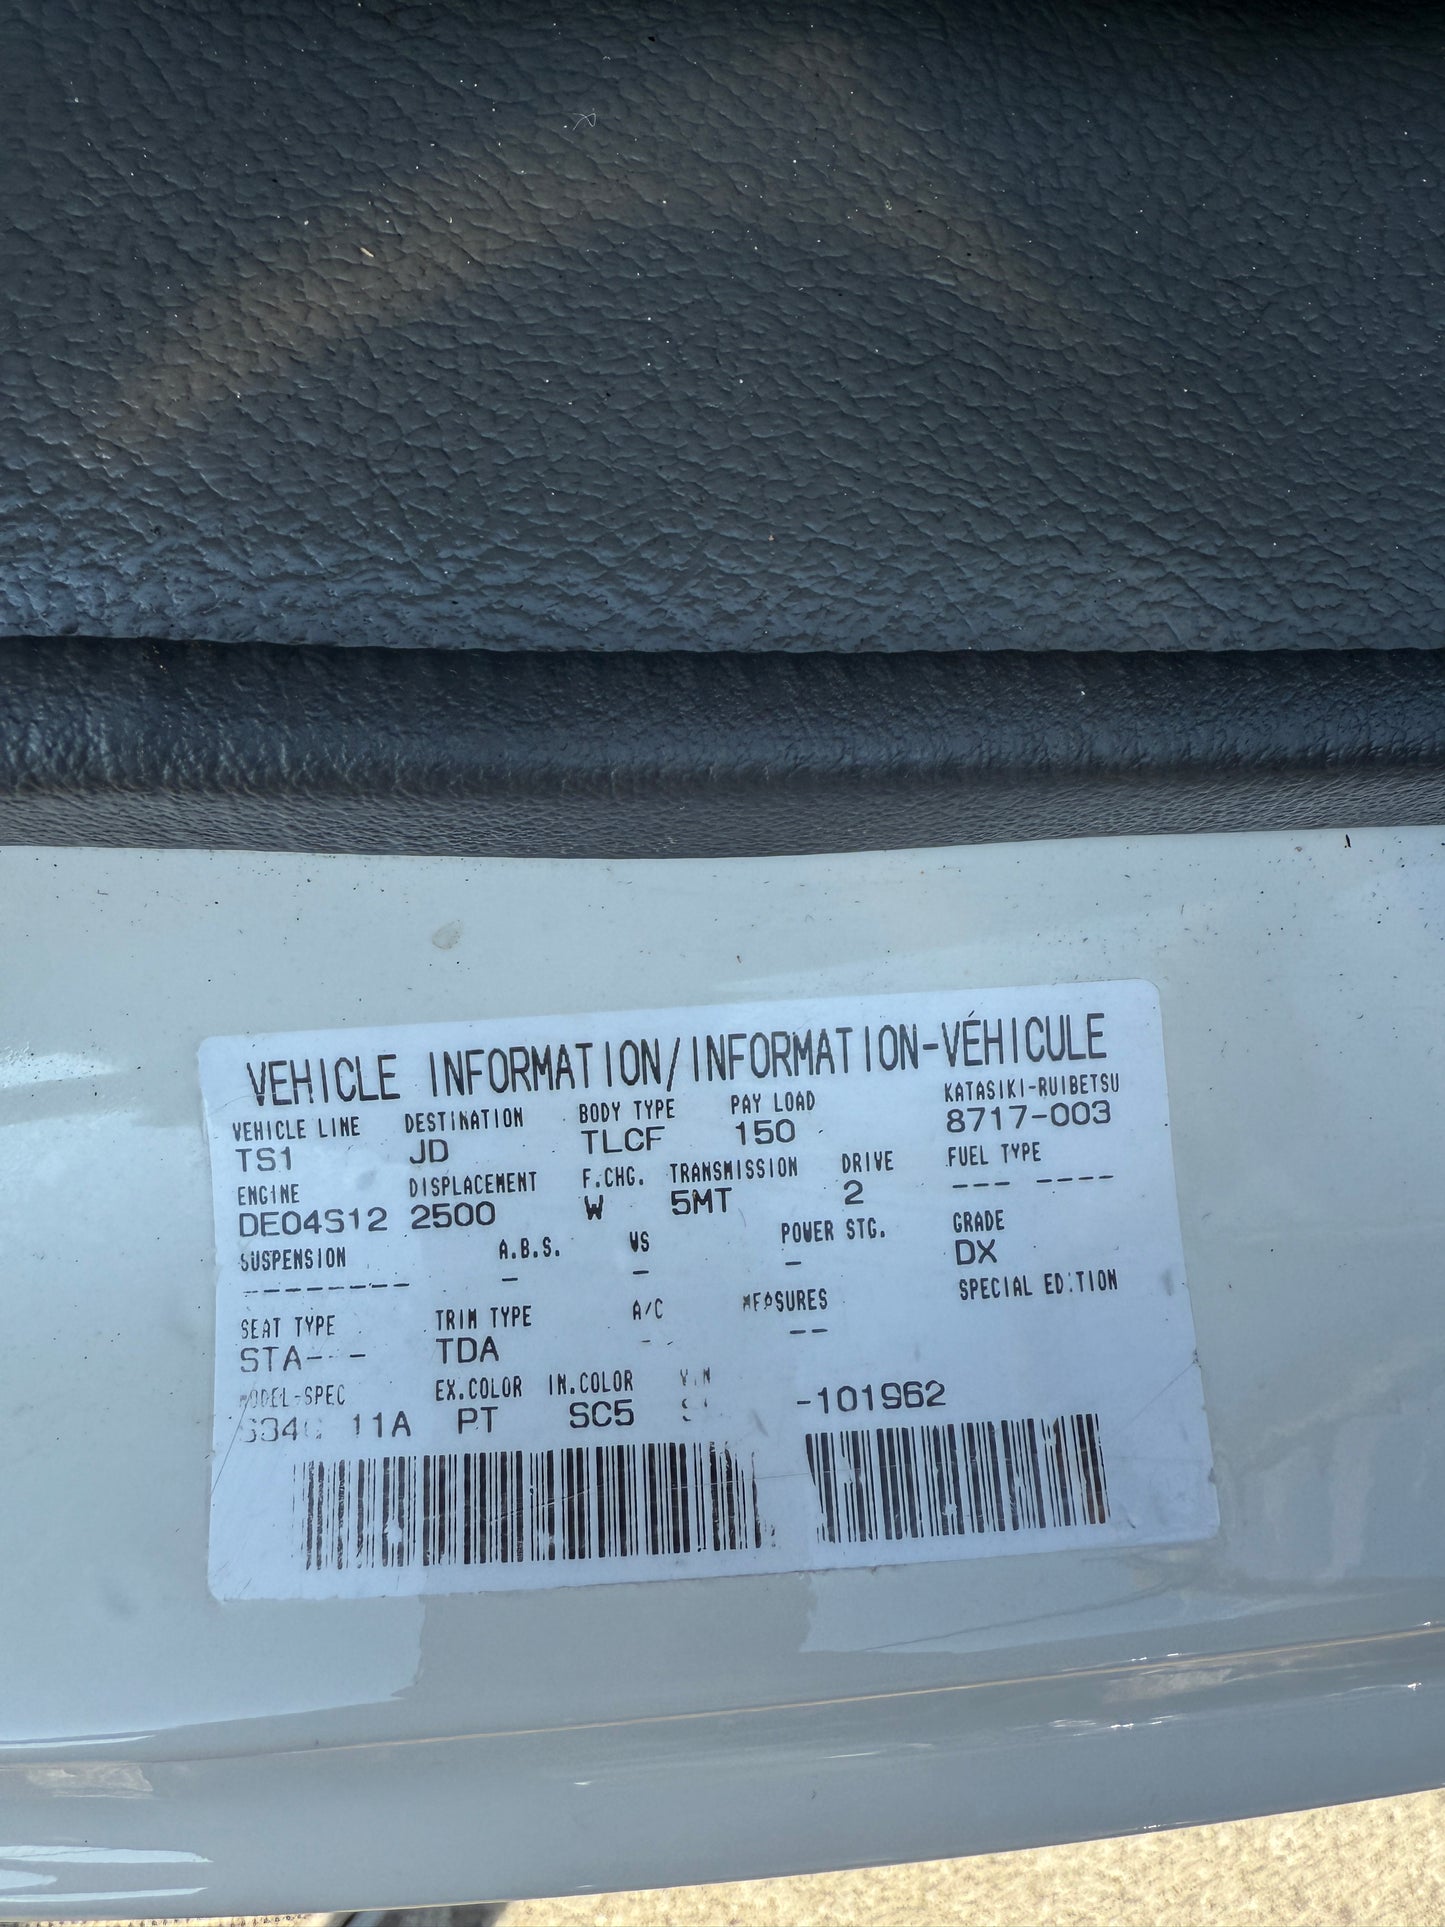 VEHICLE INFORMATION/INFORMATION-VÉHICULE
VEHICLE LINE DESTINATION BODY TYPE PAY LOAD KATASIKI-RUIBETSU
TS1 JD TLCF 150 8717-003
ENGINE DISPLACEMENT F.CHG. TRANSMISSION DRIVE FUEL TYPE
DE04S12 2500 W 5MT 2 --- ----
SUSPENSION A.B.S. WS POWER STG. GRADE
-------- - - - DX
SEAT TYPE TRIM TYPE A/C MEASURES SPECIAL EDITION
STA--- TDA - --
MODEL-SPEC EX.COLOR IN.COLOR VIN
11A PT SC5 -101962